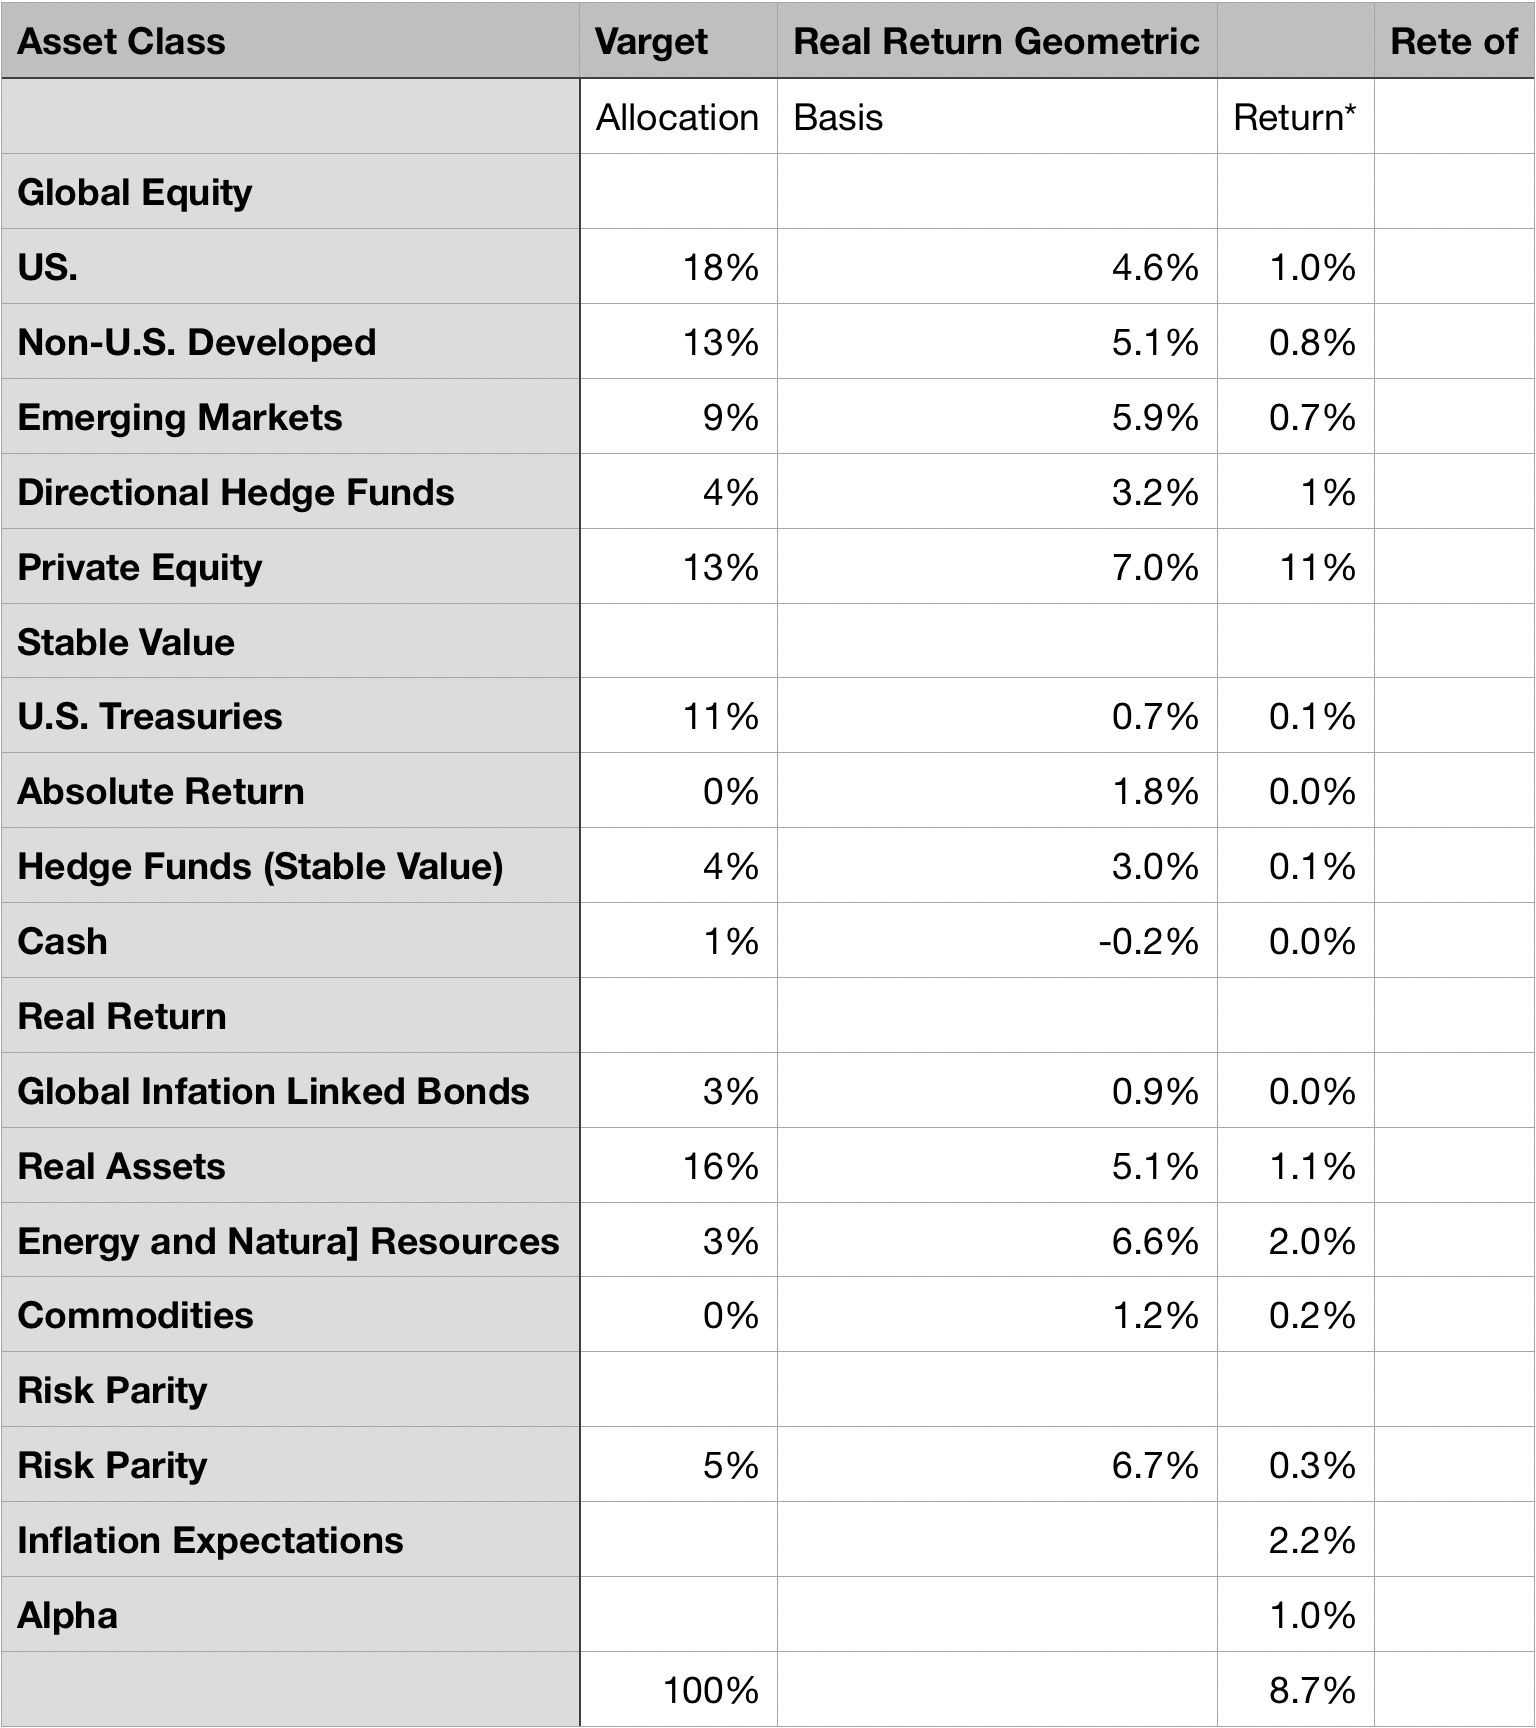 Asset Class Varget Real Return Geometric Rete of
Allocation Basis Return*
Global Equity
US. 18% 4.6% 1.0%
Non-U.S. Developed 13% 5.1% 0.8%
Emerging Markets 9% 5.9% 0.7%
Directional Hedge Funds 4% 3.2% 1%
Private Equity 13% 7.0% 11%
Stable Value
U.S. Treasuries 11% 0.7% 0.1%
Absolute Return 0% 1.8% 0.0%
Hedge Funds (Stable Value) 4% 3.0% 0.1%
Cash 1% -0.2% 0.0%
Real Return
Global Infation Linked Bonds 3% 0.9% 0.0%
Real Assets 16% 5.1% 1.1%
Energy and Natura] Resources 3% 6.6% 2.0%
Commodities 0% 1.2% 0.2%
Risk Parity
Risk Parity 5% 6.7% 0.3%
Inflation Expectations 2.2%
Alpha 1.0%
100% 8.7%